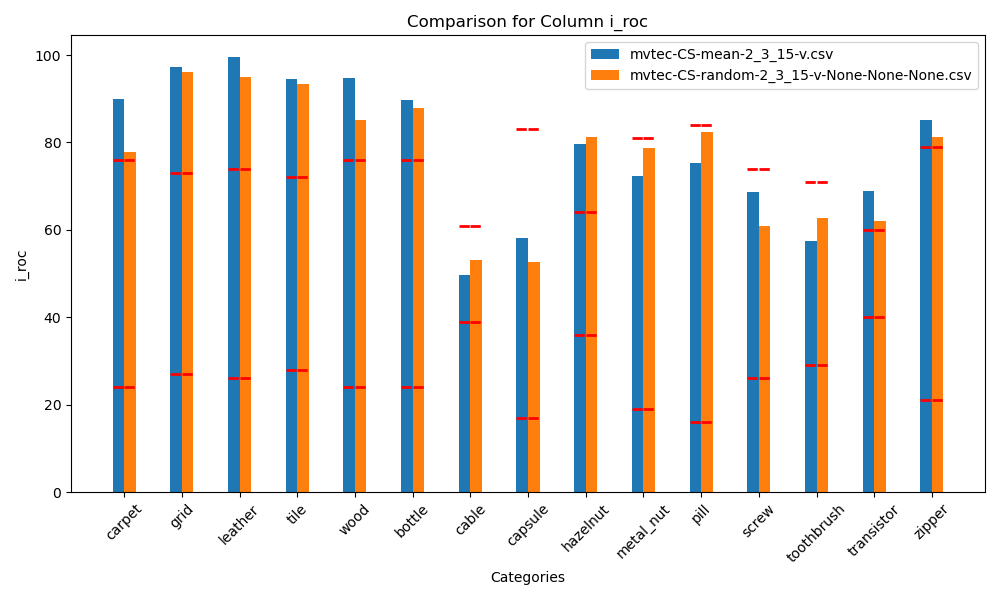 Comparison for Column i_roc
mvtec-CS-mean-2_3_15-v.csv
mvtec-CS-random-2_3_15-v-None-None-None.csv
100
80
60
40
20
0
i_roc
carpet
grid
leather
tile
wood
bottle
cable
capsule
hazelnut
metal_nut
pill
screw
toothbrush
transistor
zipper
Categories